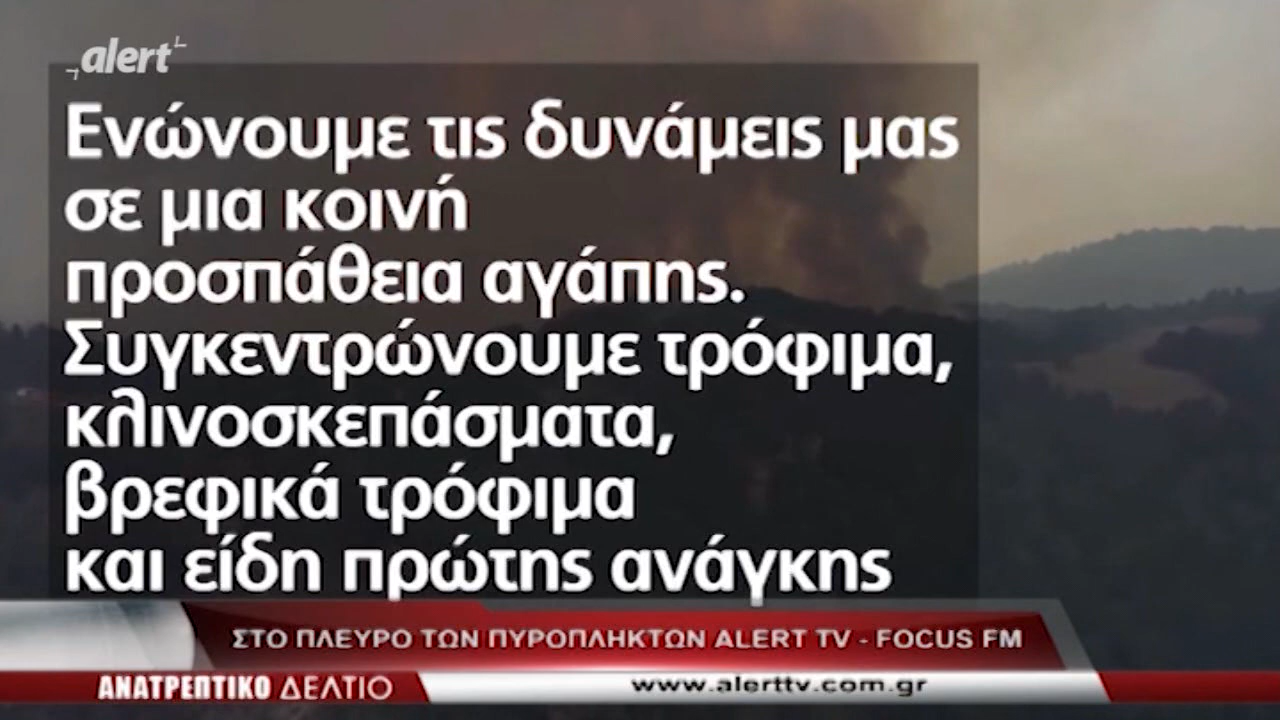 alert
Ενώνουμε τις δυνάμεις μας
σε μια κοινή
προσπάθεια αγάπης.
Συγκεντρώνουμε τρόφιμα,
κλινοσκεπάσματα,
βρεφικά τρόφιμα
και είδη πρώτης ανάγκης
ΣΤΟ ΠΛΕΥΡΟ ΤΩΝ ΠΥΡΟΠΛΗΚΤΩΝ ALERT TV - FOCUS FM
ΑΝΑΤΡΕΠΤΙΚΟ ΔΕΛΤΙΟ
www.alerttv.com.gr